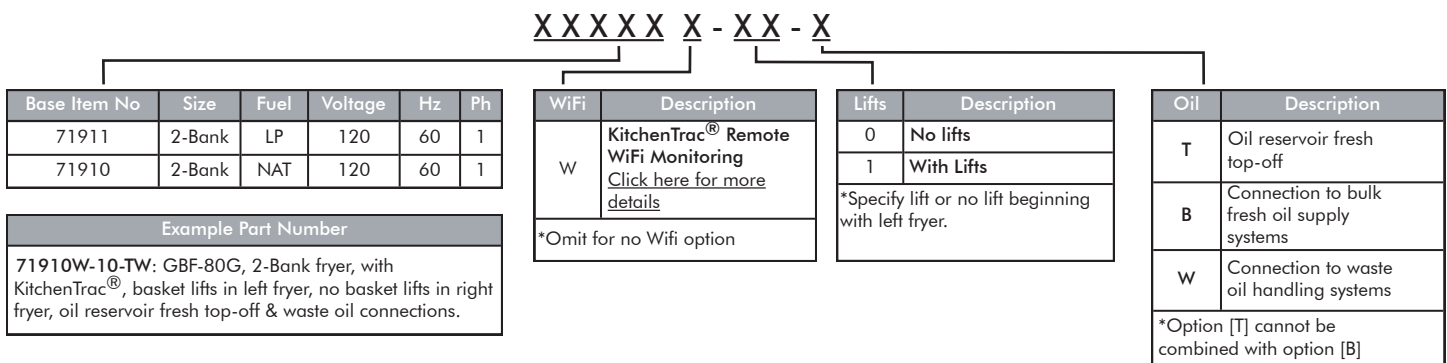 XXXXX X - XX - X
Base Item No Size Fuel Voltage Hz Ph
71911 2-Bank LP 120 60 1
71910 2-Bank NAT 120 60 1
Example Part Number
71910W-10-TW: GBF-80G, 2-Bank fryer, with
KitchenTrac®, basket lifts in left fryer, no basket lifts in right
fryer, oil reservoir fresh top-off & waste oil connections.
WiFi Description
W
KitchenTrac® Remote
WiFi Monitoring
Click here for more
details
*Omit for no Wifi option
Lifts Description
0 No lifts
1 With Lifts
*Specify lift or no lift beginning
with left fryer.
Oil Description
T
Oil reservoir fresh
top-off
B
Connection to bulk
fresh oil supply
systems
W
Connection to waste
oil handling systems
*Option [T] cannot be
combined with option [B]